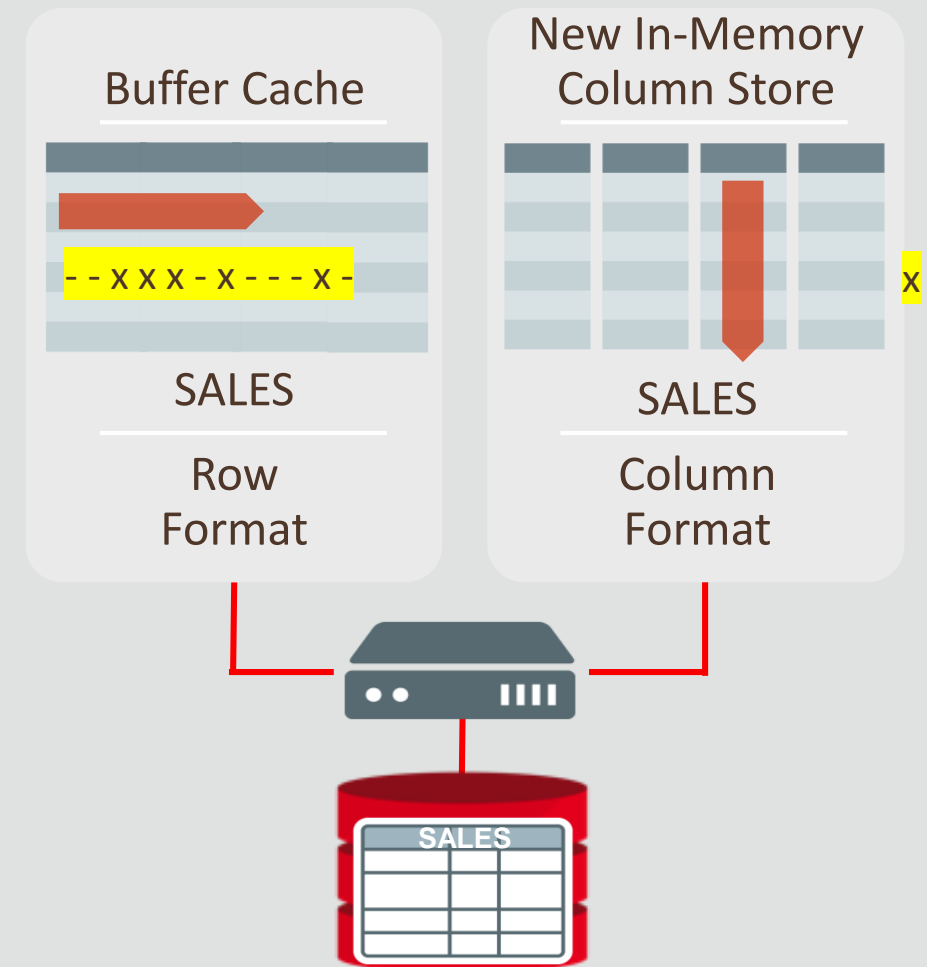 Buffer Cache
- - x x x - x - - - x -
SALES
Row
Format
New In-Memory
Column Store
x
SALES
Column
Format
SALES